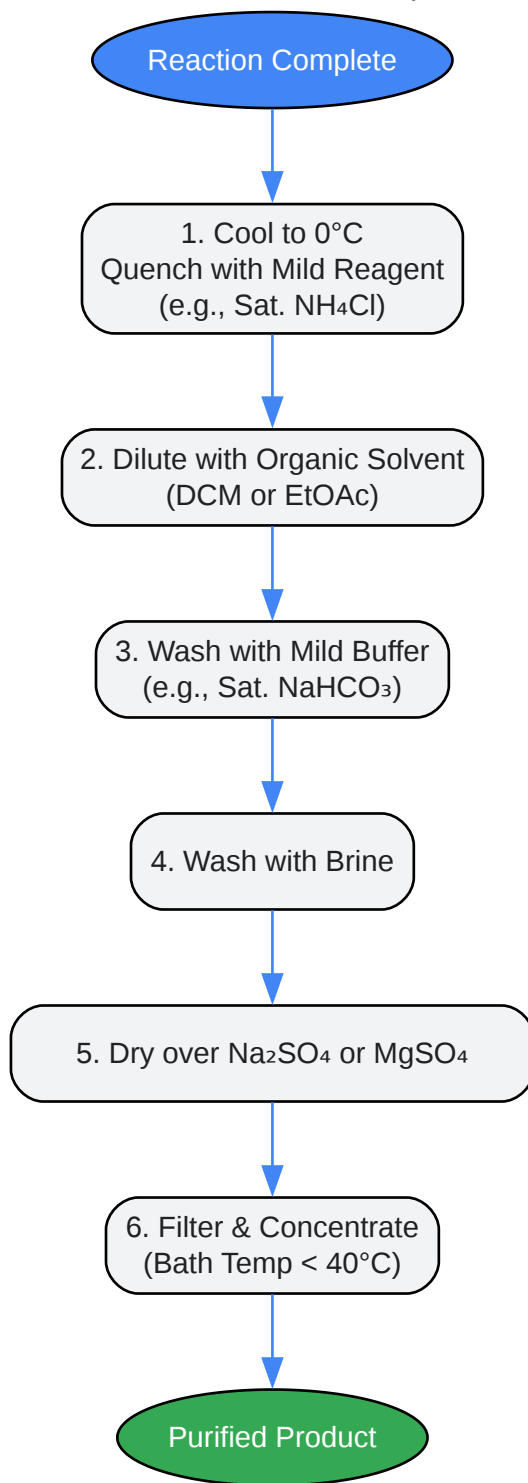 Reaction Complete
1. Cool to 0°C
Quench with Mild Reagent
(e.g., Sat. NH₄Cl)
2. Dilute with Organic Solvent
(DCM or EtOAc)
3. Wash with Mild Buffer
(e.g., Sat. NaHCO₃)
4. Wash with Brine
5. Dry over Na₂SO₄ or MgSO₄
6. Filter & Concentrate
(Bath Temp < 40°C)
Purified Product